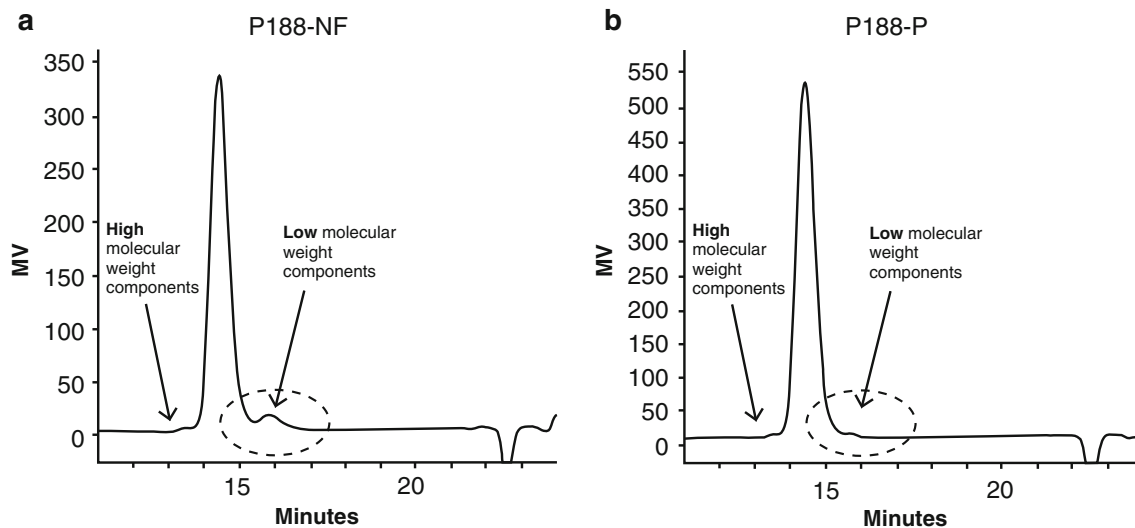 a
P188-NF
350
300
250
200
150
100
50
0
MV
High
molecular
weight
components
Low molecular
weight
components
15
20
Minutes
b
P188-P
550
500
450
400
350
300
250
200
150
100
50
0
MV
High
molecular
weight
components
Low molecular
weight
components
15
20
Minutes